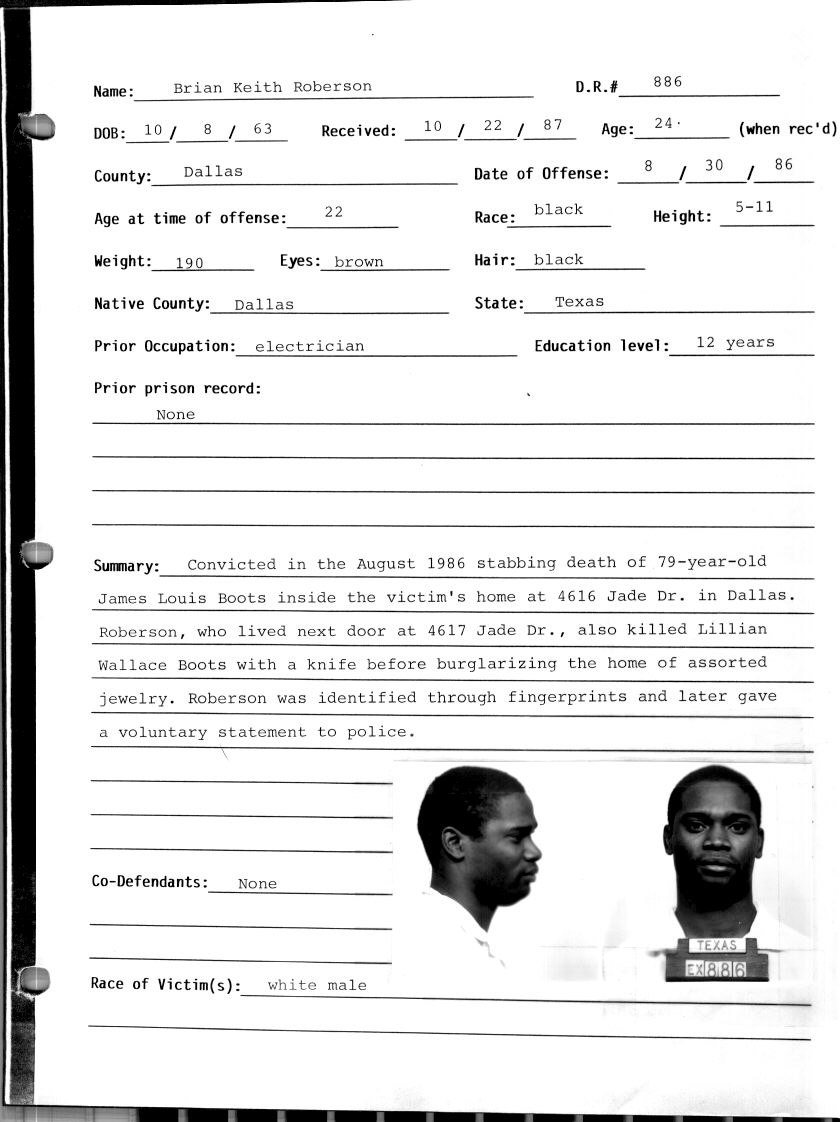 Name: Brian Keith Roberson D.R.# 886
DOB: 10 / 8 / 63 Received: 10 / 22 / 87 Age: 24 (when rec'd)
County: Dallas Date of Offense: 8 / 30 / 86
Age at time of offense: 22 Race: black Height: 5-11
Weight: 190 Eyes: brown Hair: black
Native County: Dallas State: Texas
Prior Occupation: electrician Education level: 12 years
Prior prison record:
None
Summary: Convicted in the August 1986 stabbing death of 79-year-old
James Louis Boots inside the victim's home at 4616 Jade Dr. in Dallas.
Roberson, who lived next door at 4617 Jade Dr., also killed Lillian
Wallace Boots with a knife before burglarizing the home of assorted
jewelry. Roberson was identified through fingerprints and later gave
a voluntary statement to police.
Co-Defendants: None
TEXAS
EX 886
Race of Victim(s): white male